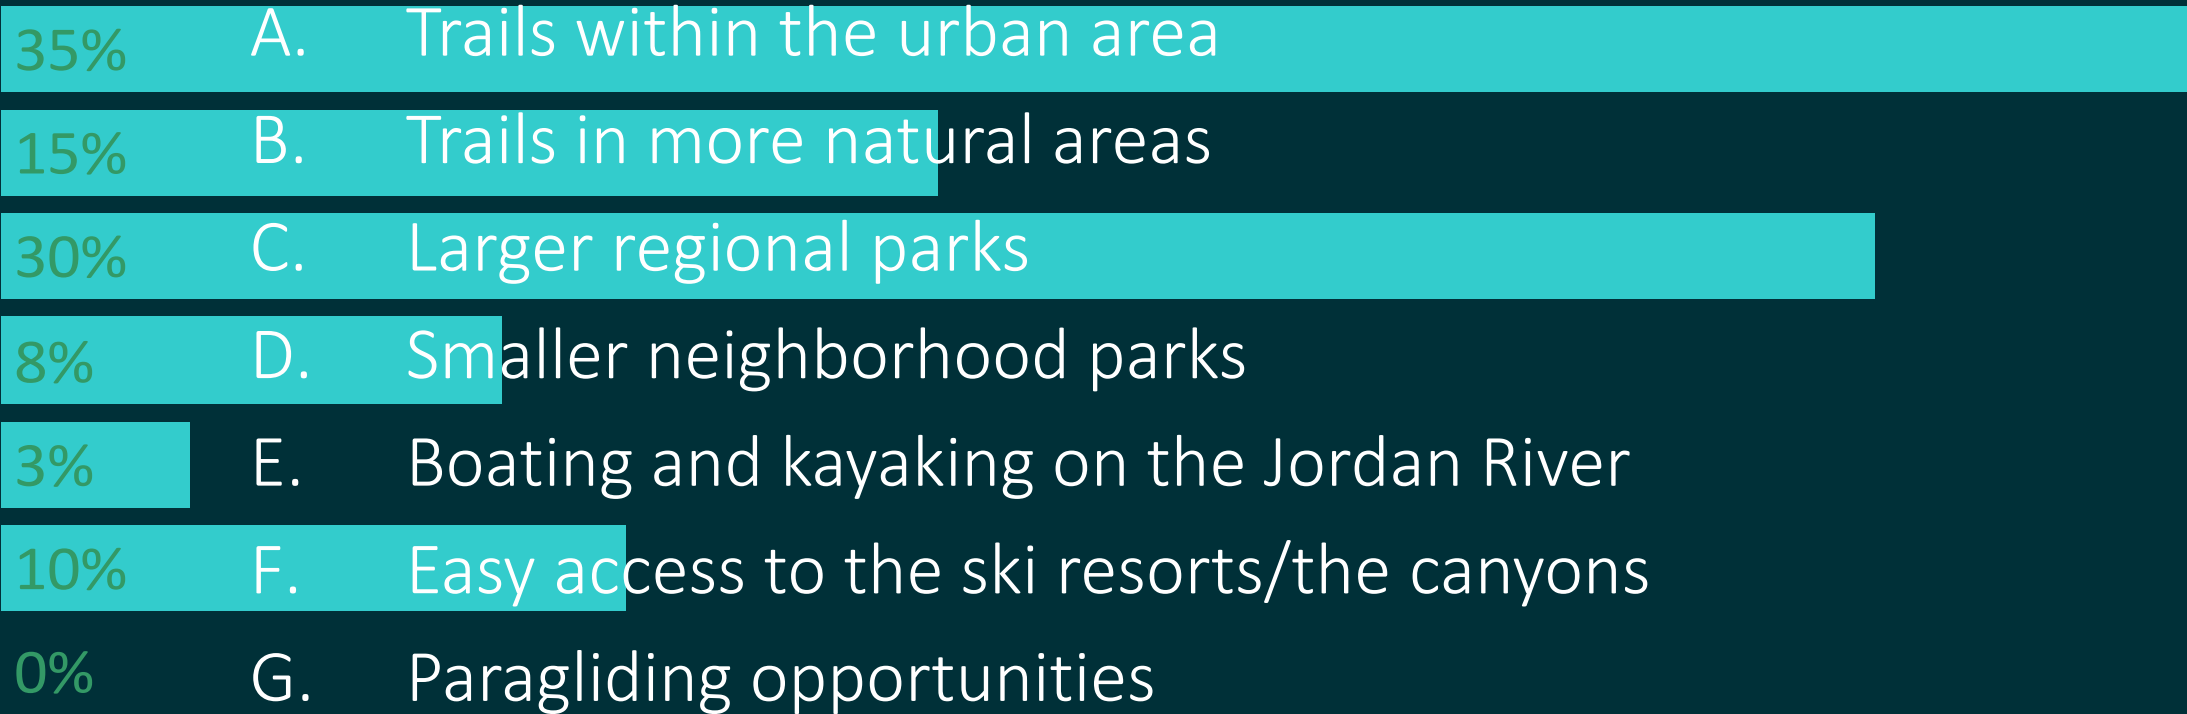 35% A. Trails within the urban area
15% B. Trails in more natural areas
30% C. Larger regional parks
8% D. Smaller neighborhood parks
3% E. Boating and kayaking on the Jordan River
10% F. Easy access to the ski resorts/the canyons
0% G. Paragliding opportunities